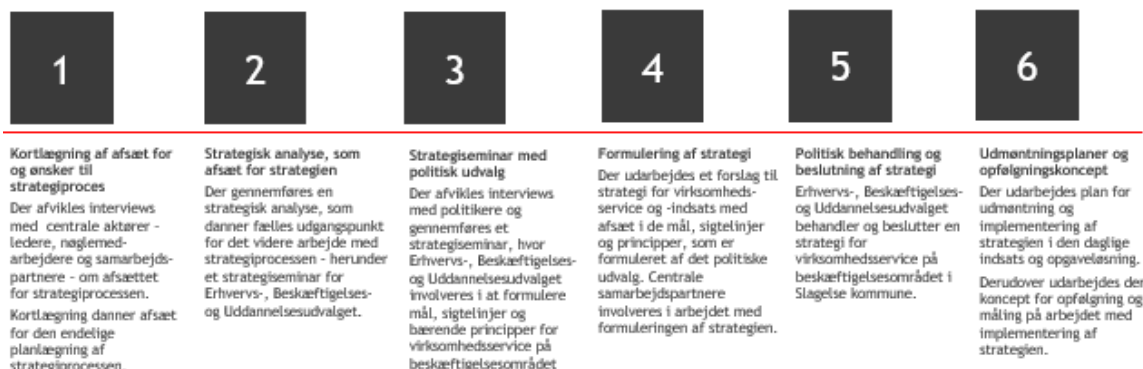 1
2
3
4
5
6
Kortlægning af afsæt for
og ønsker til
strategiproces
Der afvikles interviews
med centrale aktører -
ledere, nøglemed-
arbejdere og samarbejds-
partnere - om afsættet
for strategiprocessen.
Kortlægning danner afsæt
for den endelige
planlægning af
strategiprocessen.
Strategisk analyse, som
afsæt for strategien
Der gennemføres en
strategisk analyse, som
danner fælles udgangspunkt
for det videre arbejde med
strategiprocessen - herunder
et strategiseminar for
Erhvervs-, Beskæftigelses-
og Uddannelsesudvalget.
Strategiseminar med
politisk udvalg
Der afvikles interviews
med politikere og
gennemføres et
strategiseminar, hvor
Erhvervs-, Beskæftigelses-
og Uddannelsesudvalget
involveres i at formulere
mål, sigtelinjer og
bærende principper for
virksomhedsservice på
beskæftigelsesområdet
Formulering af strategi
Der udarbejdes et forslag til
strategi for virksomheds-
service og -indsats med
afsæt i de mål, sigtelinjer
og principper, som er
formuleret af det politiske
udvalg. Centrale
samarbejdspartnere
involveres i arbejdet med
formuleringen af strategien.
Politisk behandling og
beslutning af strategi
Erhvervs-, Beskæftigelses-
og Uddannelsesudvalget
behandler og beslutter en
strategi for
virksomhedsservice på
beskæftigelsesområdet i
Slagelse kommune.
Udmøntningsplaner og
opfølgningskoncept
Der udarbejdes plan for
udmøntning og
implementering af
strategien i den daglige
indsats og opgaveløsning.
Derudover udarbejdes der
koncept for opfølgning og
måling på arbejdet med
implementering af
strategien.